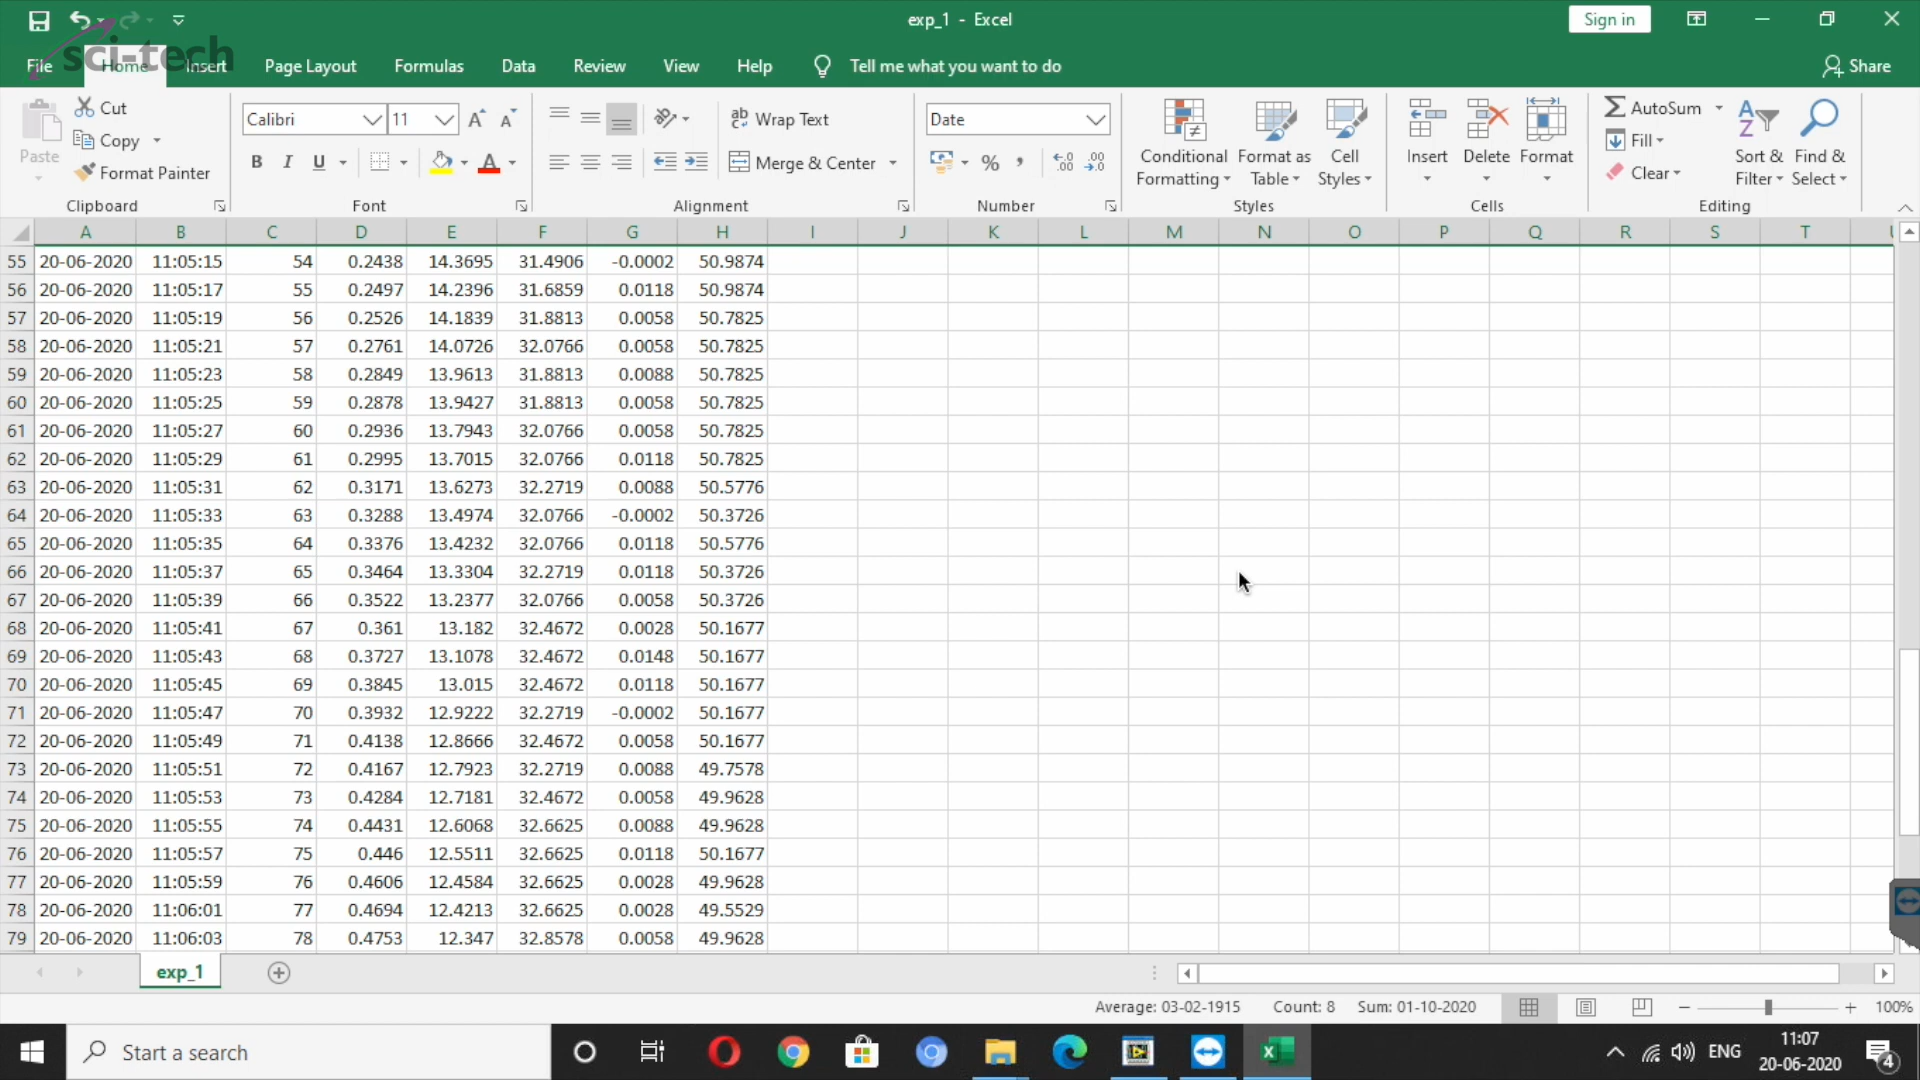 exp_1 - Excel
Sign in
sci-tech
File Home Insert Page Layout Formulas Data Review View Help Tell me what you want to do Share
Paste
Cut
Copy
Format Painter
Clipboard
Calibri 11
B I U
Font
Wrap Text
Merge & Center
Alignment
Date
Number
Conditional Formatting
Format as Table
Cell Styles
Styles
Insert Delete Format
Cells
AutoSum
Fill
Clear
Sort & Filter
Find & Select
Editing
A B C D E F G H I J K L M N O P Q R S T
55 20-06-2020 11:05:15 54 0.2438 14.3695 31.4906 -0.0002 50.9874
56 20-06-2020 11:05:17 55 0.2497 14.2396 31.6859 0.0118 50.9874
57 20-06-2020 11:05:19 56 0.2526 14.1839 31.8813 0.0058 50.7825
58 20-06-2020 11:05:21 57 0.2761 14.0726 32.0766 0.0058 50.7825
59 20-06-2020 11:05:23 58 0.2849 13.9613 31.8813 0.0088 50.7825
60 20-06-2020 11:05:25 59 0.2878 13.9427 31.8813 0.0058 50.7825
61 20-06-2020 11:05:27 60 0.2936 13.7943 32.0766 0.0058 50.7825
62 20-06-2020 11:05:29 61 0.2995 13.7015 32.0766 0.0118 50.7825
63 20-06-2020 11:05:31 62 0.3171 13.6273 32.2719 0.0088 50.5776
64 20-06-2020 11:05:33 63 0.3288 13.4974 32.0766 -0.0002 50.3726
65 20-06-2020 11:05:35 64 0.3376 13.4232 32.0766 0.0118 50.5776
66 20-06-2020 11:05:37 65 0.3464 13.3304 32.2719 0.0118 50.3726
67 20-06-2020 11:05:39 66 0.3522 13.2377 32.0766 0.0058 50.3726
68 20-06-2020 11:05:41 67 0.361 13.182 32.4672 0.0028 50.1677
69 20-06-2020 11:05:43 68 0.3727 13.1078 32.4672 0.0148 50.1677
70 20-06-2020 11:05:45 69 0.3845 13.015 32.4672 0.0118 50.1677
71 20-06-2020 11:05:47 70 0.3932 12.9222 32.2719 -0.0002 50.1677
72 20-06-2020 11:05:49 71 0.4138 12.8666 32.4672 0.0058 50.1677
73 20-06-2020 11:05:51 72 0.4167 12.7923 32.2719 0.0088 49.7578
74 20-06-2020 11:05:53 73 0.4284 12.7181 32.4672 0.0058 49.9628
75 20-06-2020 11:05:55 74 0.4431 12.6068 32.6625 0.0088 49.9628
76 20-06-2020 11:05:57 75 0.446 12.5511 32.6625 0.0118 50.1677
77 20-06-2020 11:05:59 76 0.4606 12.4584 32.6625 0.0028 49.9628
78 20-06-2020 11:06:01 77 0.4694 12.4213 32.6625 0.0028 49.5529
79 20-06-2020 11:06:03 78 0.4753 12.347 32.8578 0.0058 49.9628
exp_1
Average: 03-02-1915 Count: 8 Sum: 01-10-2020 100%
Start a search
ENG
11:07
20-06-2020
4